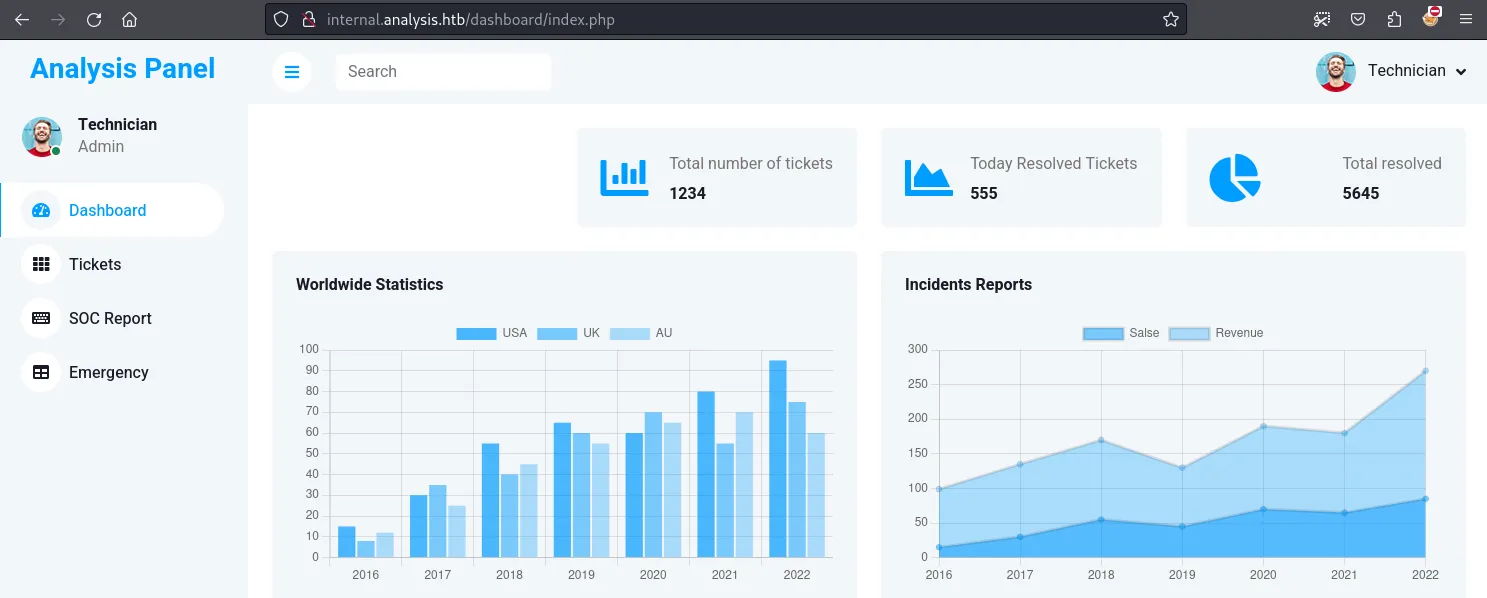 internal.analysis.htb/dashboard/index.php
Analysis Panel
Search
Technician
Technician
Admin
Dashboard
Tickets
SOC Report
Emergency
Total number of tickets
1234
Today Resolved Tickets
555
Total resolved
5645
Worldwide Statistics
USA UK AU
100
90
80
70
60
50
40
30
20
10
0
2016 2017 2018 2019 2020 2021 2022
Incidents Reports
Salse Revenue
300
250
200
150
100
50
0
2016 2017 2018 2019 2020 2021 2022